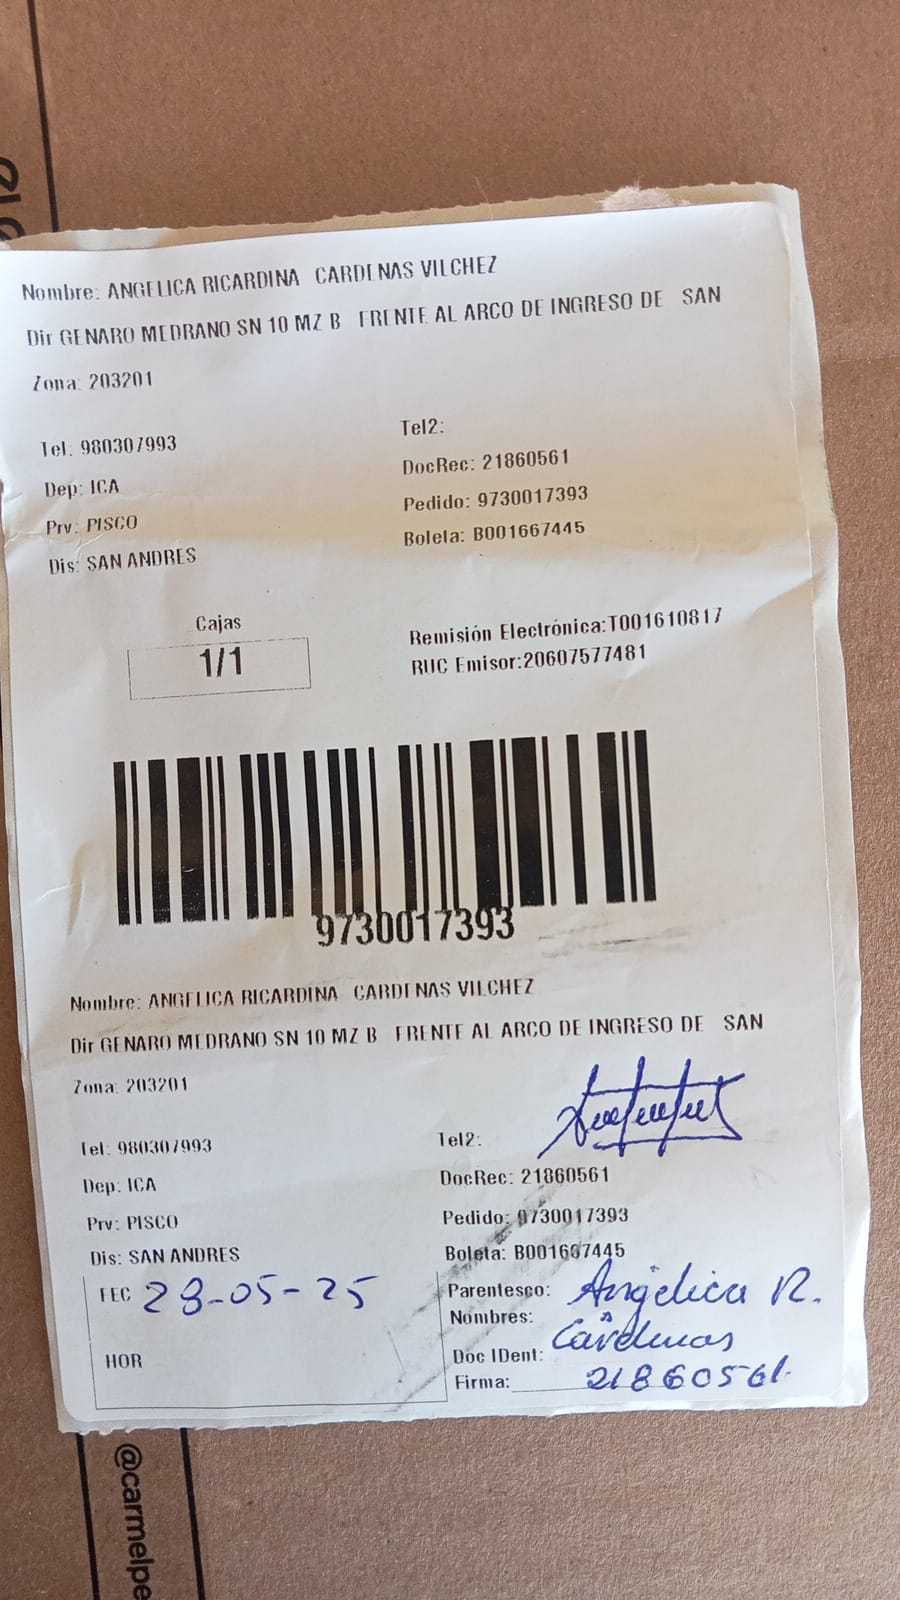 Nombre: ANGELICA RICARDINA CARDENAS VILCHEZ
Dir GENARO MEDRANO SN 10 MZ B FRENTE AL ARCO DE INGRESO DE SAN
Zona: 203201
Tel: 980307993 Tel2:
DocRec: 21860561
Dep: ICA
Pedido: 9730017393
Prv: PISCO
Boleta: B001667445
Dis: SAN ANDRES
Cajas
1/1
Remisión Electrónica:T001610817
RUC Emisor:20607577481
9730017393
Nombre: ANGELICA RICARDINA CARDENAS VILCHEZ
Dir GENARO MEDRANO SN 10 MZ B FRENTE AL ARCO DE INGRESO DE SAN
Zona: 203201
Tel: 980307993 Tel2:
Dep: ICA DocRec: 21860561
Prv: PISCO Pedido: 9730017393
Dis: SAN ANDRES Boleta: B001667445
FEC 28-05-25
HOR
Parentesco: Angelica R.
Nombres: Cardenas
Doc IDent:
Firma: 21860561
@carmelpe